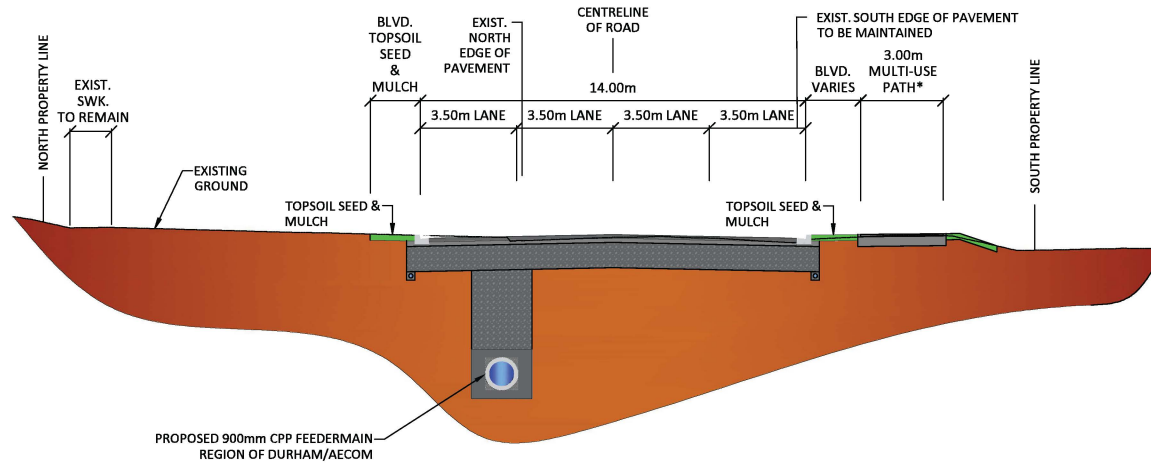 NORTH PROPERTY LINE
EXIST.
SWK.
TO REMAIN
EXISTING
GROUND
BLVD.
TOPSOIL
SEED
&
MULCH
EXIST.
NORTH
EDGE OF
PAVEMENT
CENTRELINE
OF ROAD
EXIST. SOUTH EDGE OF PAVEMENT
TO BE MAINTAINED
BLVD.
VARIES
3.00m
MULTI-USE
PATH*
SOUTH PROPERTY LINE
14.00m
3.50m LANE
3.50m LANE
3.50m LANE
3.50m LANE
TOPSOIL SEED &
MULCH
TOPSOIL SEED &
MULCH
PROPOSED 900mm CPP FEEDERMAIN
REGION OF DURHAM/AECOM